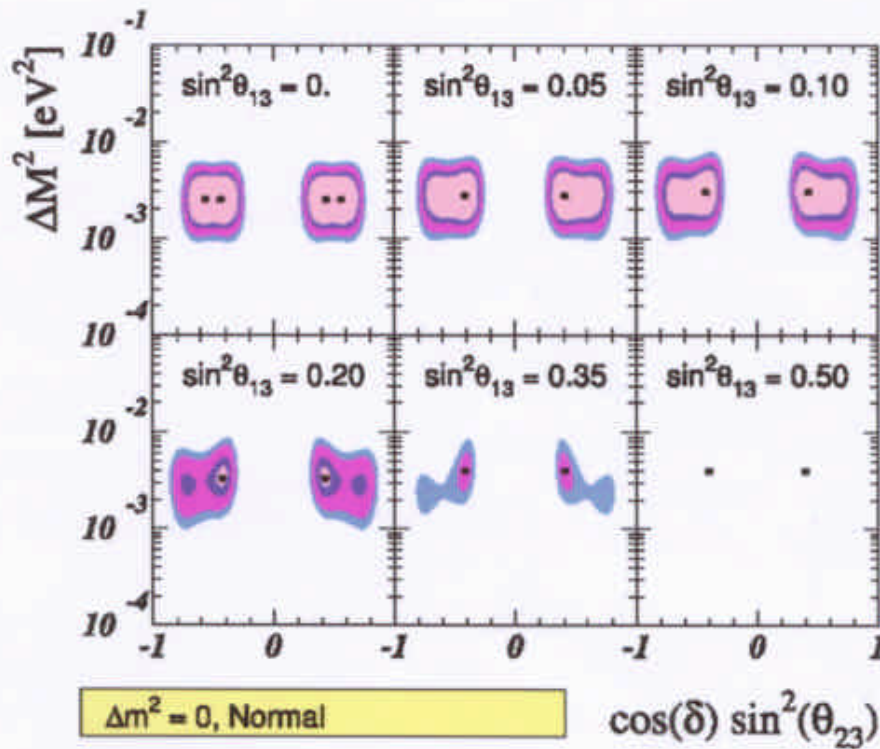 ΔM² [eV²]
10⁻¹
10⁻²
10⁻³
10⁻⁴
sin²θ₁₃ = 0.
sin²θ₁₃ = 0.05
sin²θ₁₃ = 0.10
10⁻²
10⁻³
10⁻⁴
sin²θ₁₃ = 0.20
sin²θ₁₃ = 0.35
sin²θ₁₃ = 0.50
-1 0 -1 0 -1 0 1
Δm² = 0, Normal
cos(δ) sin²(θ₂₃)